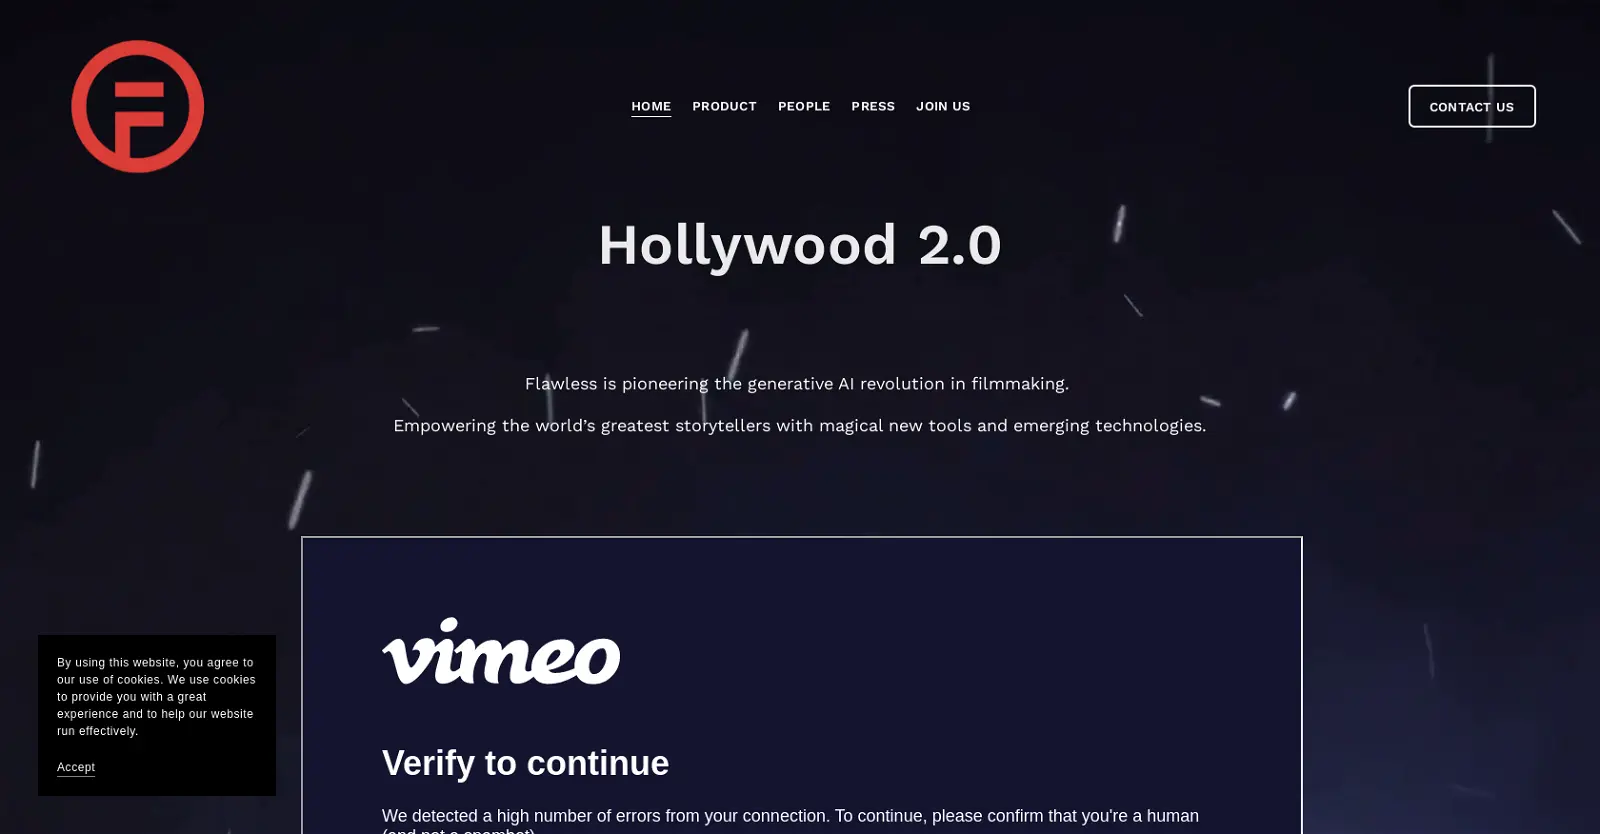 F
HOME PRODUCT PEOPLE PRESS JOIN US
CONTACT US
Hollywood 2.0
Flawless is pioneering the generative AI revolution in filmmaking.
Empowering the world’s greatest storytellers with magical new tools and emerging technologies.
vimeo
Verify to continue
We detected a high number of errors from your connection. To continue, please confirm that you’re a human
(and not a spambot).
By using this website, you agree to
our use of cookies. We use cookies
to provide you with a great
experience and to help our website
run effectively.
Accept